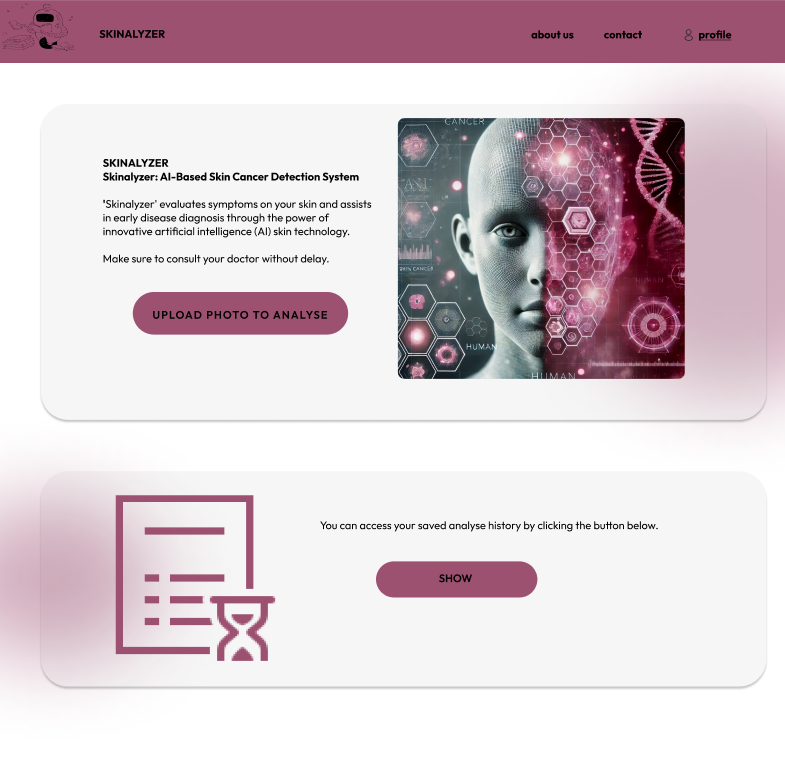 SKINALYZER
about us
contact
profile
SKINALYZER
Skinalyzer: AI-Based Skin Cancer Detection System
'Skinalyzer' evaluates symptoms on your skin and assists
in early disease diagnosis through the power of
innovative artificial intelligence (AI) skin technology.
Make sure to consult your doctor without delay.
UPLOAD PHOTO TO ANALYSE
CANCER
SKIN CANCER
HUMAN
HUMAN
You can access your saved analyse history by clicking the button below.
SHOW